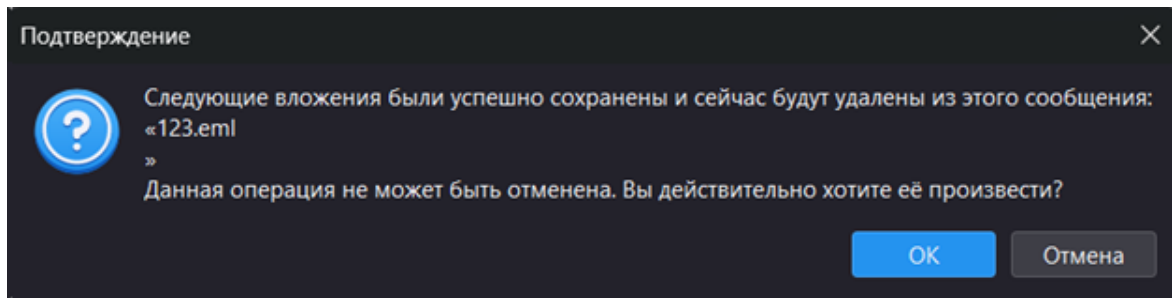 Подтверждение
Следующие вложения были успешно сохранены и сейчас будут удалены из этого сообщения:
«123.eml
»
Данная операция не может быть отменена. Вы действительно хотите её произвести?
ОК
Отмена